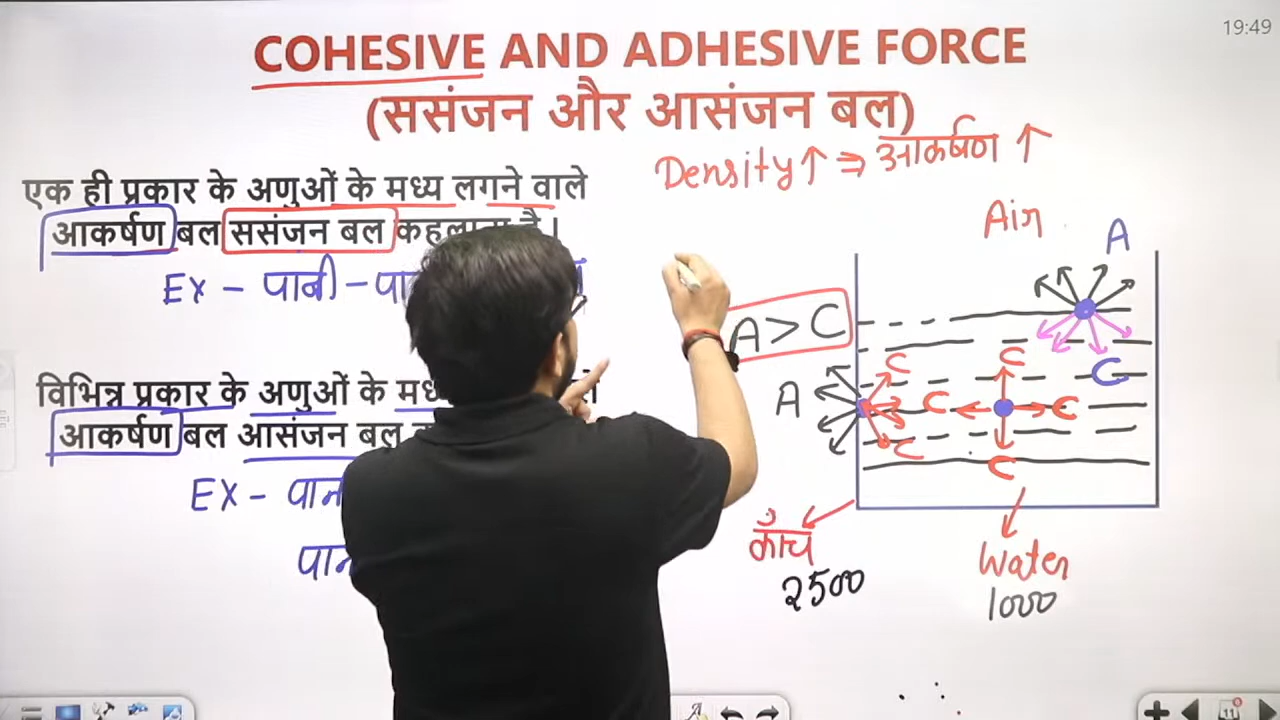 19:49
COHESIVE AND ADHESIVE FORCE
(ससंजन और आसंजन बल)
Density↑ ⇒ आकर्षण ↑
एक ही प्रकार के अणुओं के मध्य लगने वाले
आकर्षण बल ससंजन बल कहलाता है।
Ex - पानी -
Air
A
A > C
C
C
C
A
C
C
C
C
विभिन्न प्रकार के अणुओं के
आकर्षण बल आसंजन बल
Ex -
काँच
2500
Water
1000
11